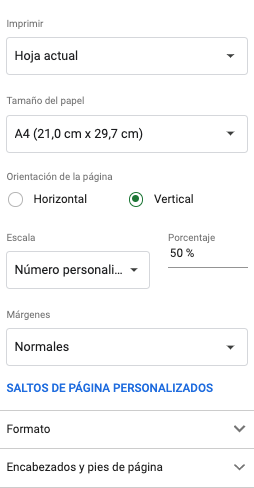 Imprimir
Hoja actual
Tamaño del papel
A4 (21,0 cm x 29,7 cm)
Orientación de la página
Horizontal Vertical
Escala Porcentaje
Número personali... 50 %
Márgenes
Normales
SALTOS DE PÁGINA PERSONALIZADOS
Formato
Encabezados y pies de página